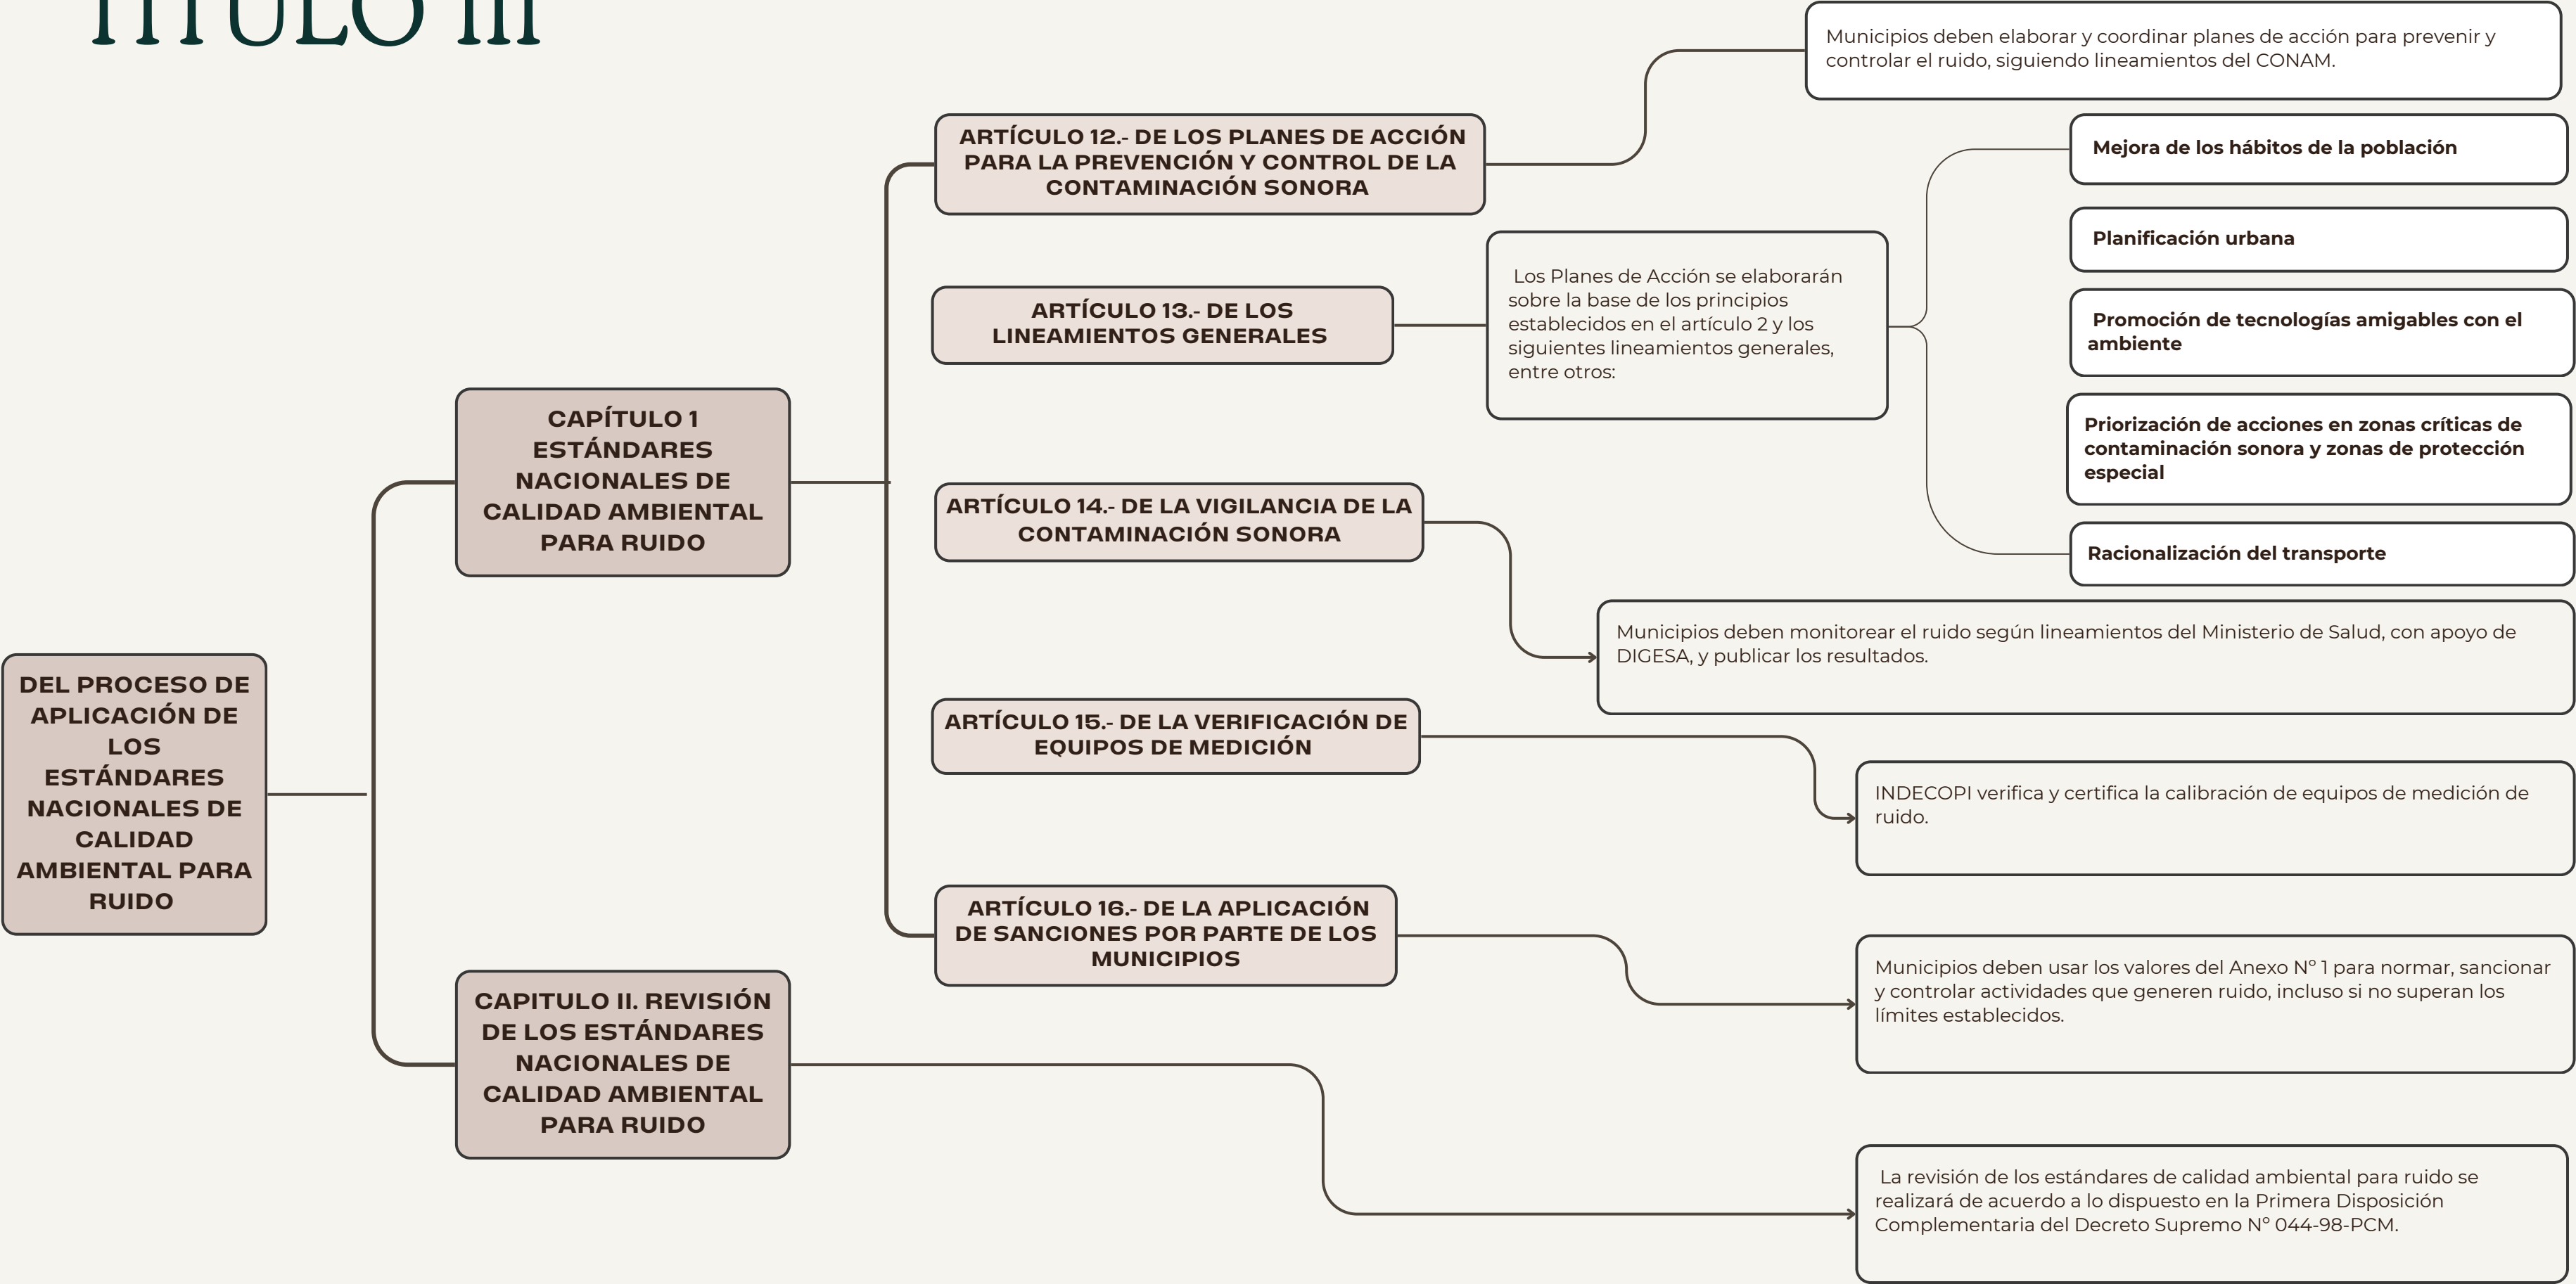 TÍTULO III
DEL PROCESO DE
APLICACIÓN DE
LOS
ESTÁNDARES
NACIONALES DE
CALIDAD
AMBIENTAL PARA
RUIDO
CAPÍTULO 1
ESTÁNDARES
NACIONALES DE
CALIDAD AMBIENTAL
PARA RUIDO
ARTÍCULO 12.- DE LOS PLANES DE ACCIÓN
PARA LA PREVENCIÓN Y CONTROL DE LA
CONTAMINACIÓN SONORA
Municipios deben elaborar y coordinar planes de acción para prevenir y
controlar el ruido, siguiendo lineamientos del CONAM.
ARTÍCULO 13.- DE LOS
LINEAMIENTOS GENERALES
Los Planes de Acción se elaborarán
sobre la base de los principios
establecidos en el artículo 2 y los
siguientes lineamientos generales,
entre otros:
Mejora de los hábitos de la población
Planificación urbana
Promoción de tecnologías amigables con el
ambiente
Priorización de acciones en zonas críticas de
contaminación sonora y zonas de protección
especial
Racionalización del transporte
ARTÍCULO 14.- DE LA VIGILANCIA DE LA
CONTAMINACIÓN SONORA
Municipios deben monitorear el ruido según lineamientos del Ministerio de Salud, con apoyo de
DIGESA, y publicar los resultados.
ARTÍCULO 15.- DE LA VERIFICACIÓN DE
EQUIPOS DE MEDICIÓN
INDECOPI verifica y certifica la calibración de equipos de medición de
ruido.
ARTÍCULO 16.- DE LA APLICACIÓN
DE SANCIONES POR PARTE DE LOS
MUNICIPIOS
Municipios deben usar los valores del Anexo Nº 1 para normar, sancionar
y controlar actividades que generen ruido, incluso si no superan los
límites establecidos.
CAPITULO II. REVISIÓN
DE LOS ESTÁNDARES
NACIONALES DE
CALIDAD AMBIENTAL
PARA RUIDO
La revisión de los estándares de calidad ambiental para ruido se
realizará de acuerdo a lo dispuesto en la Primera Disposición
Complementaria del Decreto Supremo Nº 044-98-PCM.